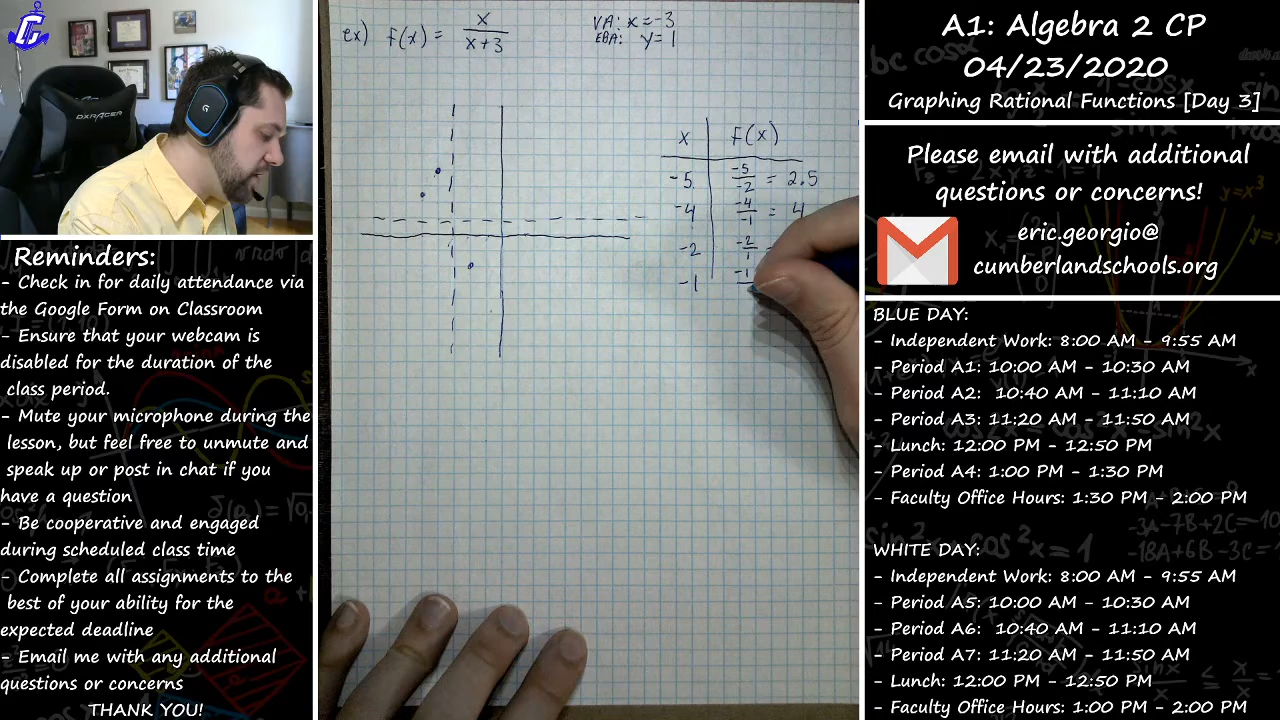 A1: Algebra 2 CP
04/23/2020
Graphing Rational Functions [Day 3]
Please email with additional
questions or concerns!
eric.georgio@
cumberlandschools.org
BLUE DAY:
- Independent Work: 8:00 AM - 9:55 AM
- Period A1: 10:00 AM - 10:30 AM
- Period A2: 10:40 AM - 11:10 AM
- Period A3: 11:20 AM - 11:50 AM
- Lunch: 12:00 PM - 12:50 PM
- Period A4: 1:00 PM - 1:30 PM
- Faculty Office Hours: 1:30 PM - 2:00 PM
WHITE DAY:
- Independent Work: 8:00 AM - 9:55 AM
- Period A5: 10:00 AM - 10:30 AM
- Period A6: 10:40 AM - 11:10 AM
- Period A7: 11:20 AM - 11:50 AM
- Lunch: 12:00 PM - 12:50 PM
- Faculty Office Hours: 1:00 PM - 2:00 PM
Reminders:
- Check in for daily attendance via
the Google Form on Classroom
- Ensure that your webcam is
disabled for the duration of the
class period.
- Mute your microphone during the
lesson, but feel free to unmute and
speak up or post in chat if you
have a question
- Be cooperative and engaged
during scheduled class time
- Complete all assignments to the
best of your ability for the
expected deadline
- Email me with any additional
questions or concerns
THANK YOU!
DXRACER
ex) f(x) = x/(x+3)
VA: x = -3
EBA: y = 1
x f(x)
-5 -5/-2 = 2.5
-4 -4/-1 = 4
-2 -2/1 =
-1 -1